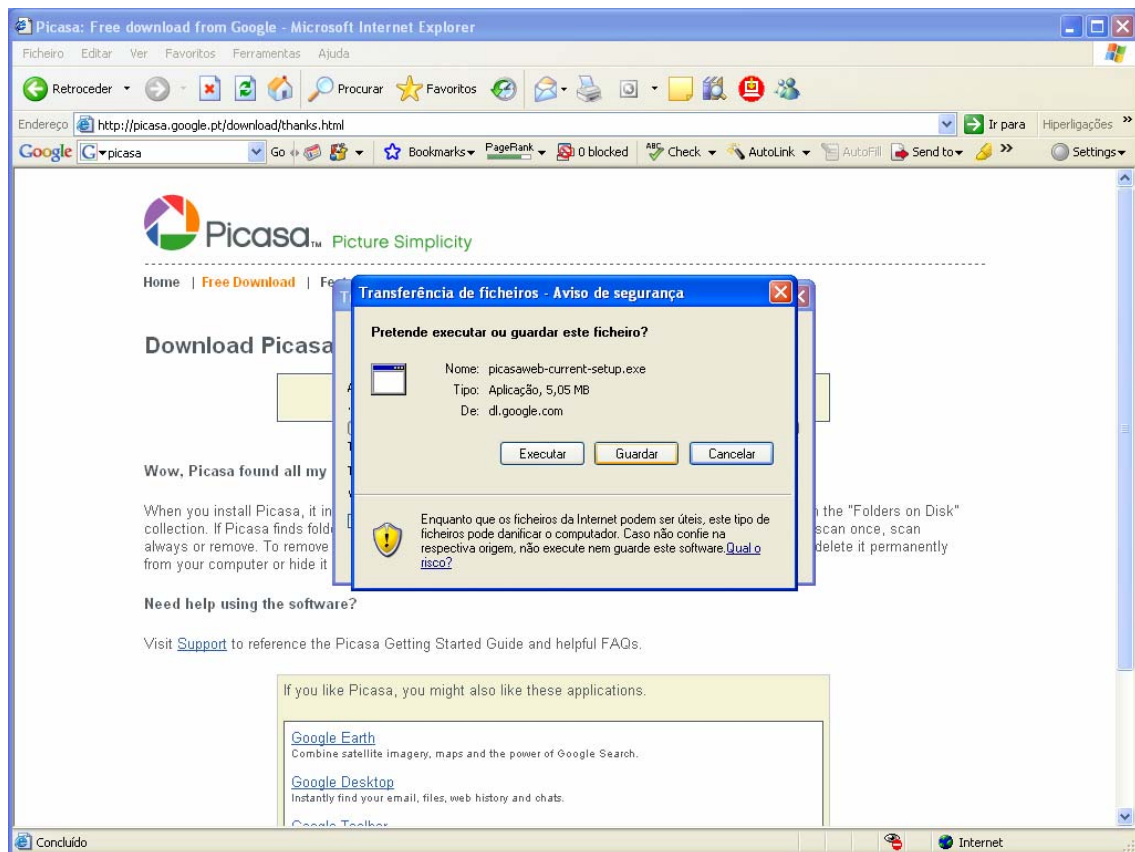 Picasa: Free download from Google - Microsoft Internet Explorer
Ficheiro Editar Ver Favoritos Ferramentas Ajuda
Retroceder Procurar Favoritos
Endereço http://picasa.google.pt/download/thanks.html Ir para Hiperligações »
Google G picasa Go Bookmarks PageRank 0 blocked ABC Check AutoLink AutoFill Send to » Settings
Picasa™ Picture Simplicity
Home | Free Download |
Transferência de ficheiros - Aviso de segurança
Pretende executar ou guardar este ficheiro?
Download Picasa
Nome: picasaweb-current-setup.exe
Tipo: Aplicação, 5,05 MB
De: dl.google.com
Executar Guardar Cancelar
Enquanto que os ficheiros da Internet podem ser úteis, este tipo de
ficheiros pode danificar o computador. Caso não confie na
respectiva origem, não execute nem guarde este software. Qual o
risco?
Wow, Picasa found all my
When you install Picasa, it in the "Folders on Disk"
collection. If Picasa finds scan once, scan
always or remove. To remove delete it permanently
from your computer or hide it
Need help using the software?
Visit Support to reference the Picasa Getting Started Guide and helpful FAQs.
If you like Picasa, you might also like these applications.
Google Earth
Combine satellite imagery, maps and the power of Google Search.
Google Desktop
Instantly find your email, files, web history and chats.
Google Toolbar
Concluído Internet